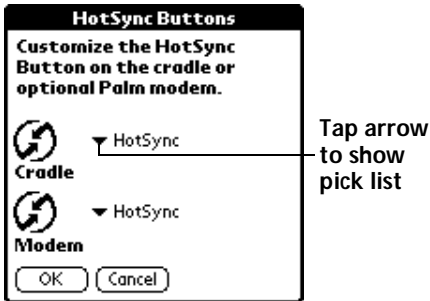 HotSync Buttons
Customize the HotSync
Button on the cradle or
optional Palm modem.
HotSync
Cradle
HotSync
Modem
OK Cancel
Tap arrow
to show
pick list